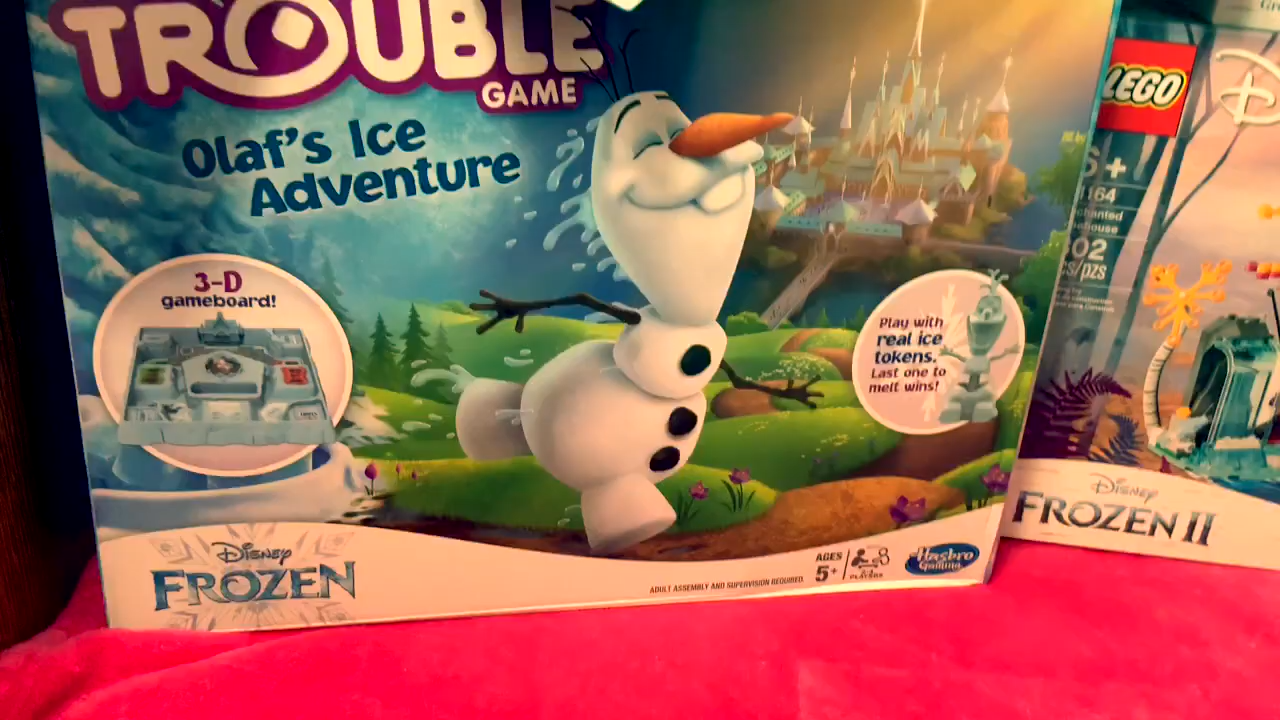 TROUBLE
GAME
Olaf's Ice
Adventure
3-D
gameboard!
Play with
real ice
tokens.
Last one to
melt wins!
Disney
FROZEN
ADULT ASSEMBLY AND SUPERVISION REQUIRED.
AGES
5+
PLAYERS
Hasbro
Gaming
LEGO
D
6+
Disney
FROZEN II